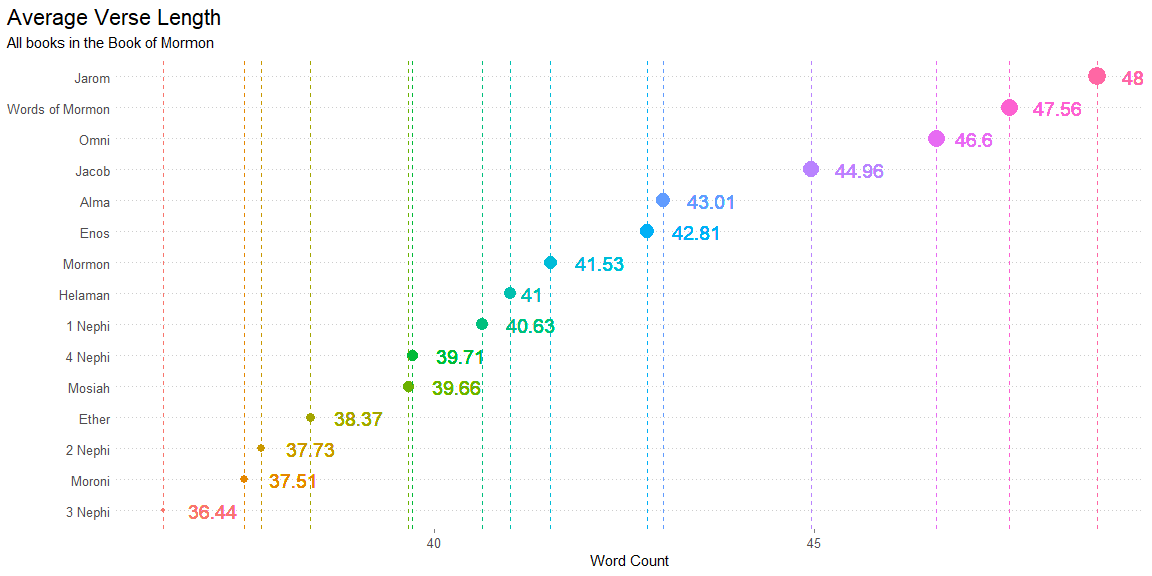 Average Verse Length
All books in the Book of Mormon
Jarom 48
Words of Mormon 47.56
Omni 46.6
Jacob 44.96
Alma 43.01
Enos 42.81
Mormon 41.53
Helaman 41
1 Nephi 40.63
4 Nephi 39.71
Mosiah 39.66
Ether 38.37
2 Nephi 37.73
Moroni 37.51
3 Nephi 36.44
40 45
Word Count